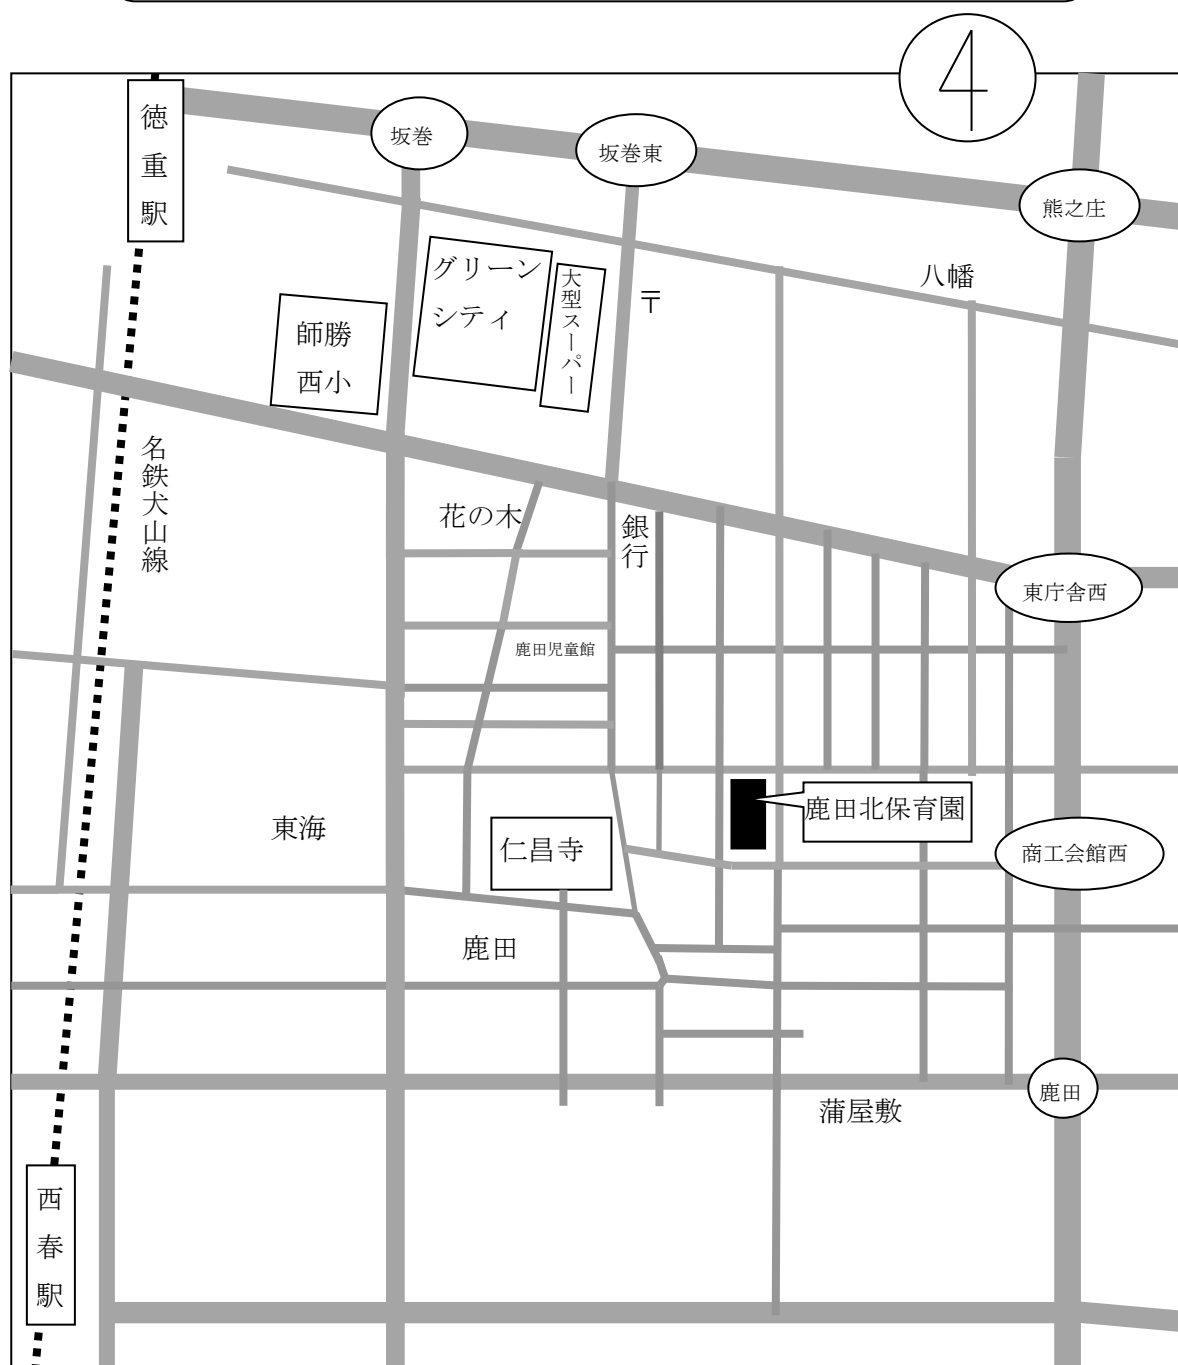 4
徳重駅
坂巻
坂巻東
熊之庄
八幡
グリーン
シティ
大型スーパー
〒
師勝
西小
名鉄犬山線
花の木
銀行
東庁舎西
鹿田児童館
鹿田北保育園
東海
仁昌寺
商工会館西
鹿田
鹿田
蒲屋敷
西春駅